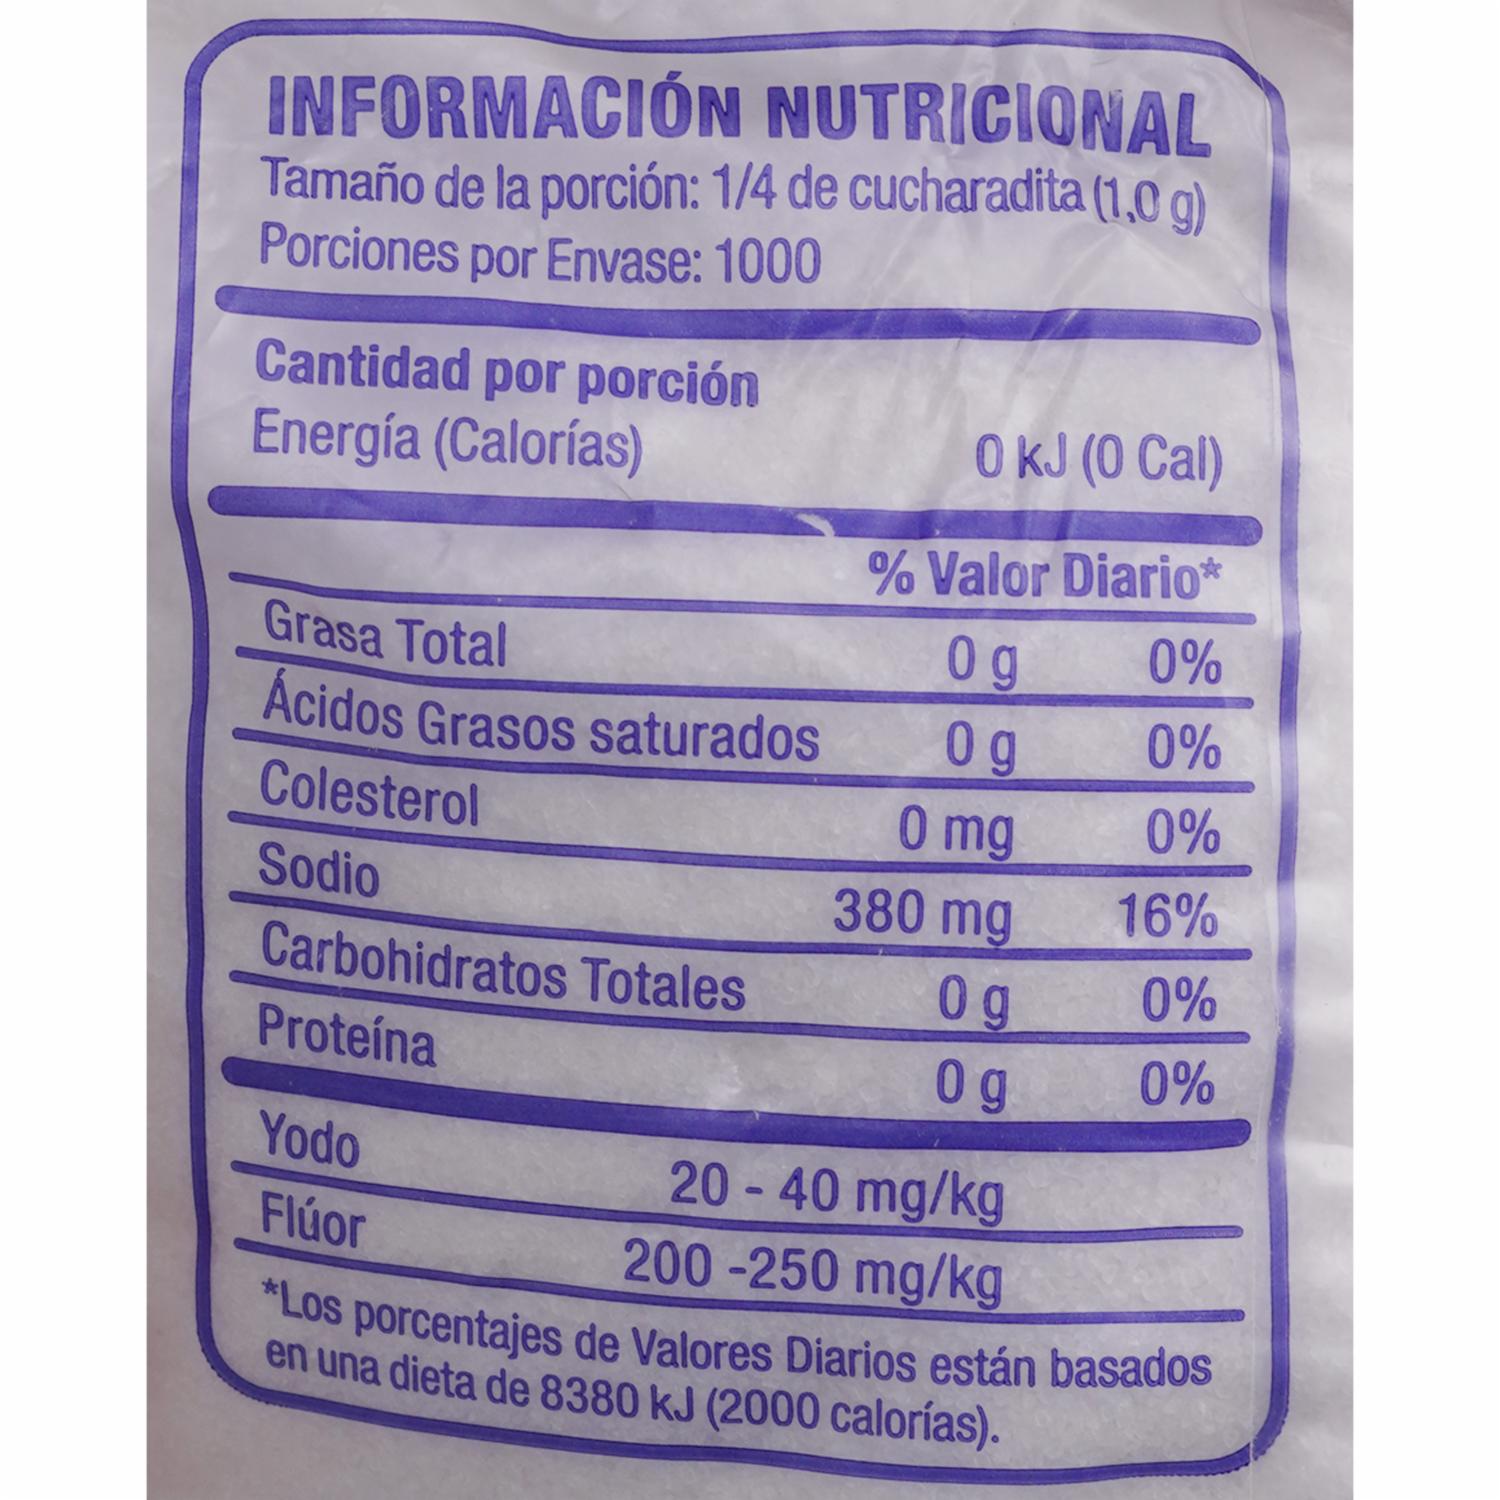 INFORMACIÓN NUTRICIONAL
Tamaño de la porción: 1/4 de cucharadita (1,0 g)
Porciones por Envase: 1000
Cantidad por porción
Energía (Calorías) 0 kJ (0 Cal)
% Valor Diario*
Grasa Total 0 g 0%
Ácidos Grasos saturados 0 g 0%
Colesterol 0 mg 0%
Sodio 380 mg 16%
Carbohidratos Totales 0 g 0%
Proteína 0 g 0%
Yodo 20 - 40 mg/kg
Flúor 200 -250 mg/kg
*Los porcentajes de Valores Diarios están basados
en una dieta de 8380 kJ (2000 calorías).